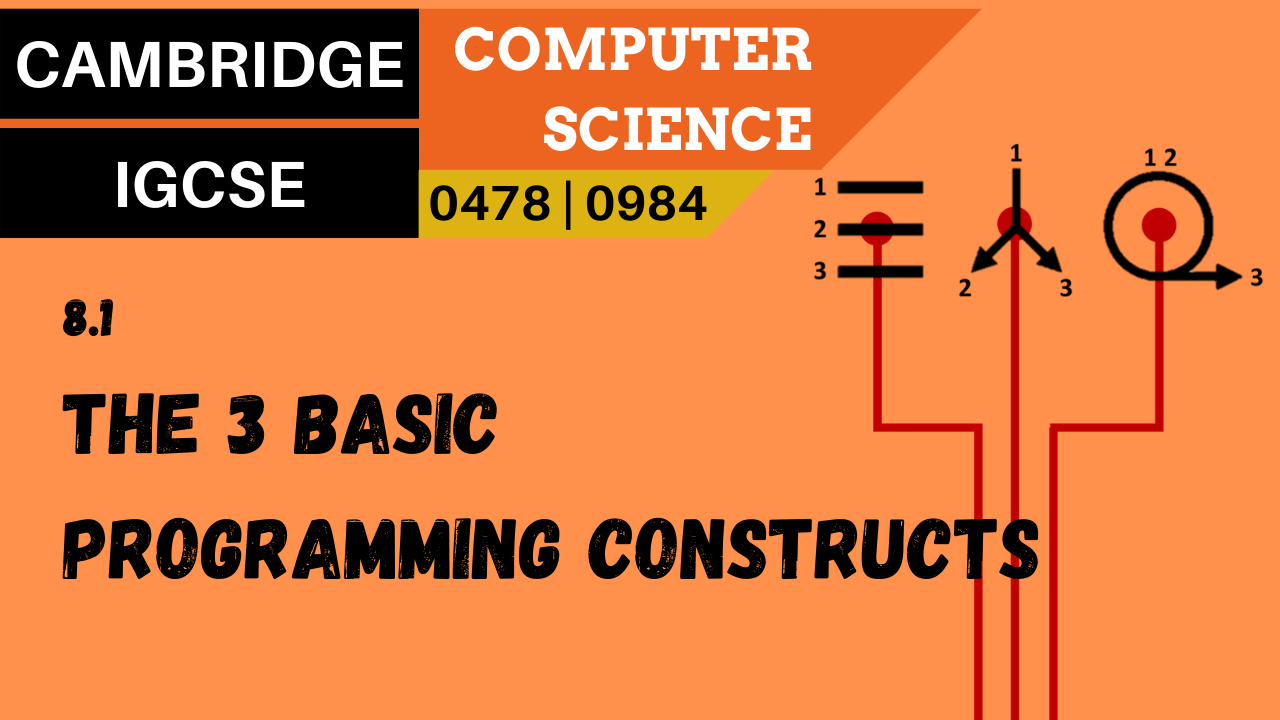 CAMBRIDGE
IGCSE
COMPUTER
SCIENCE
0478 | 0984
8.1
THE 3 BASIC
PROGRAMMING CONSTRUCTS
1
2
3
1
2
3
1 2
3